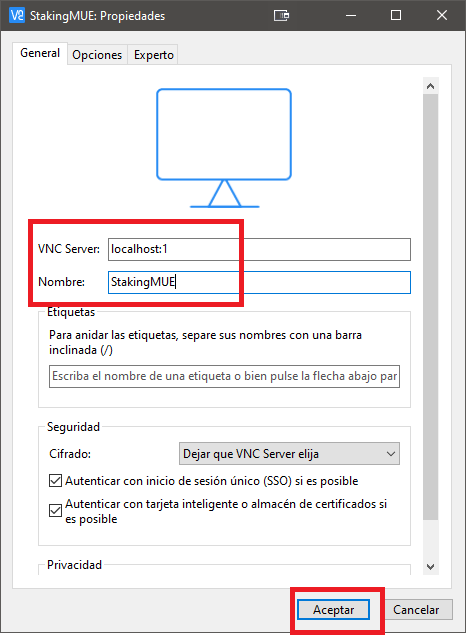 StakingMUE: Propiedades
General
Opciones
Experto
VNC Server:
localhost:1
Nombre:
StakingMUE
Etiquetas
Para anidar las etiquetas, separe sus nombres con una barra
inclinada (/)
Escriba el nombre de una etiqueta o bien pulse la flecha abajo par
Seguridad
Cifrado:
Dejar que VNC Server elija
Autenticar con inicio de sesión único (SSO) si es posible
Autenticar con tarjeta inteligente o almacén de certificados si
es posible
Privacidad
Aceptar
Cancelar